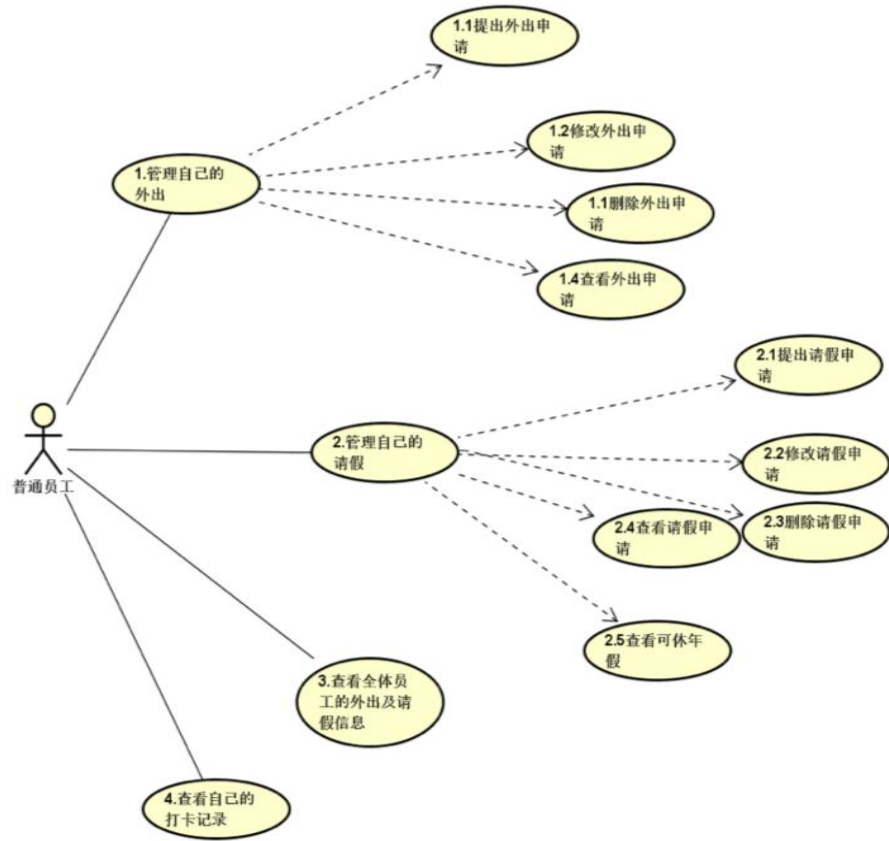 1.1提出外出申
请
1.2修改外出申
请
1.管理自己的
外出
1.1删除外出申
请
1.4查看外出申
请
2.1提出请假申
请
普通员工
2.管理自己的
请假
2.2修改请假申
请
2.4查看请假申
请
2.3删除请假申
请
2.5查看可休年
假
3.查看全体员
工的外出及请
假信息
4.查看自己的
打卡记录